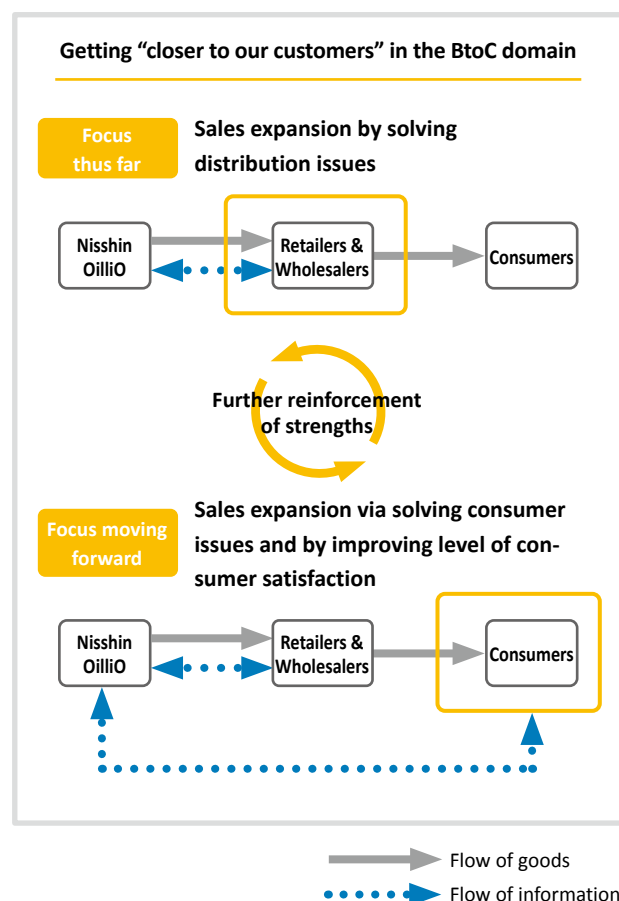 Getting “closer to our customers” in the BtoC domain
Focus
thus far
Sales expansion by solving
distribution issues
Nisshin
OilliO
Retailers &
Wholesalers
Consumers
Further reinforcement
of strengths
Focus moving
forward
Sales expansion via solving consumer
issues and by improving level of con-
sumer satisfaction
Nisshin
OilliO
Retailers &
Wholesalers
Consumers
Flow of goods
Flow of information